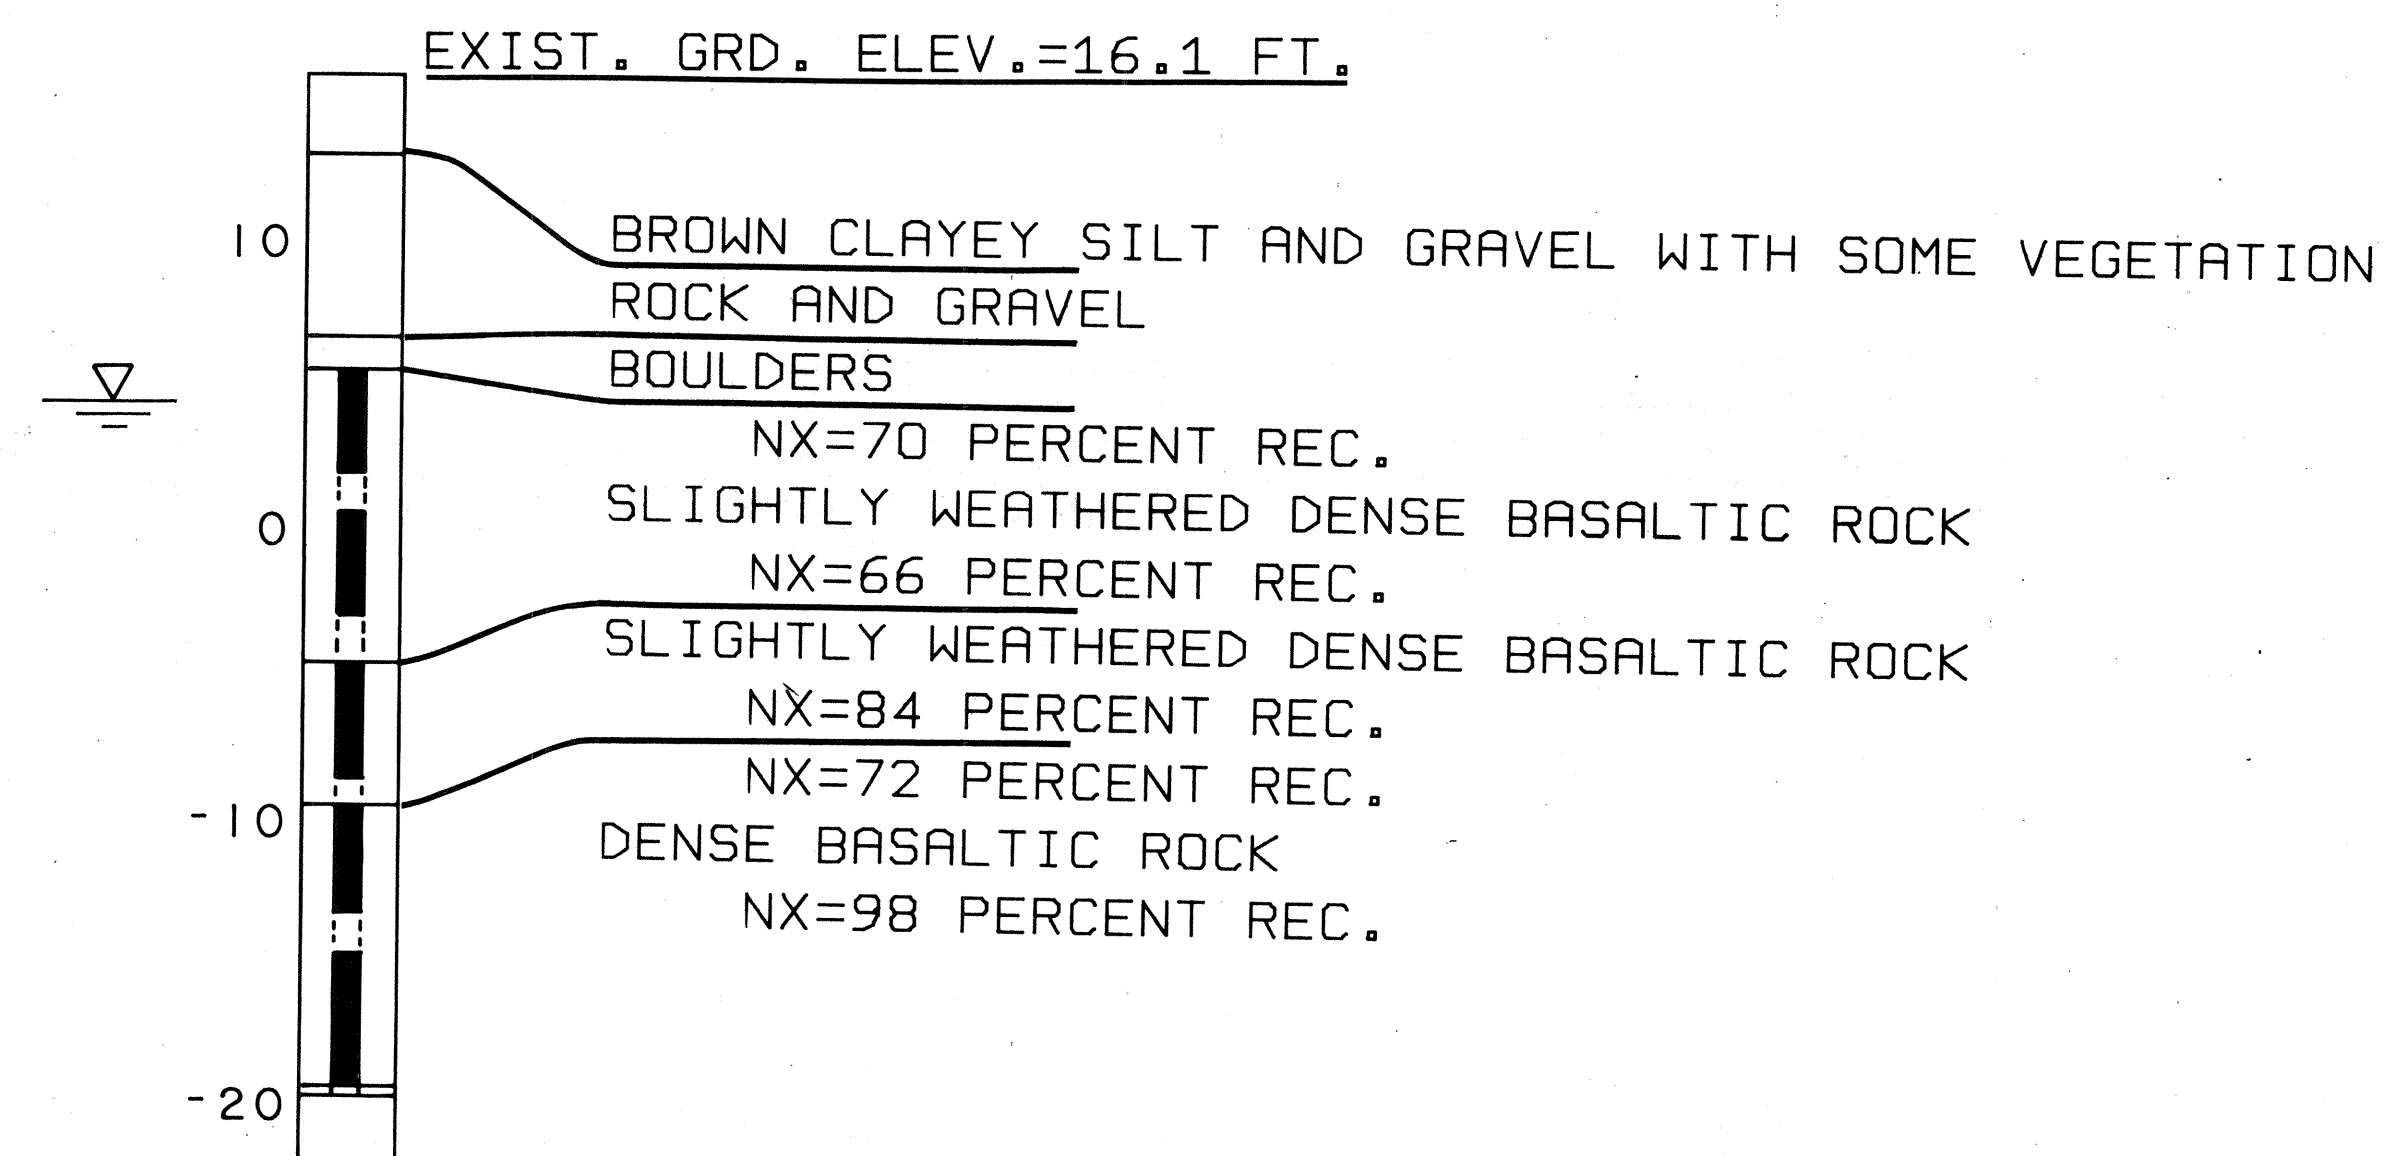 EXIST. GRD. ELEV.=16.1 FT.
10
BROWN CLAYEY SILT AND GRAVEL WITH SOME VEGETATION
ROCK AND GRAVEL
BOULDERS
NX=70 PERCENT REC.
SLIGHTLY WEATHERED DENSE BASALTIC ROCK
0
NX=66 PERCENT REC.
SLIGHTLY WEATHERED DENSE BASALTIC ROCK
NX=84 PERCENT REC.
NX=72 PERCENT REC.
-10
DENSE BASALTIC ROCK
NX=98 PERCENT REC.
-20